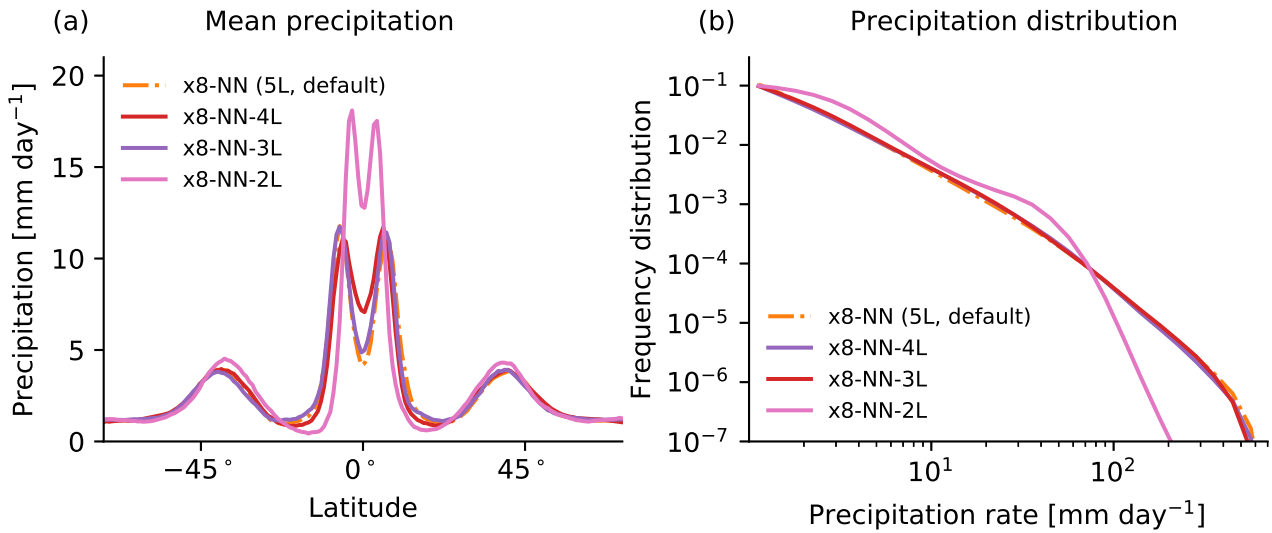 (a) Mean precipitation
Precipitation [mm day⁻¹]
20
15
10
5
0
x8-NN (5L, default)
x8-NN-4L
x8-NN-3L
x8-NN-2L
−45° 0° 45°
Latitude
(b) Precipitation distribution
Frequency distribution
10⁻¹
10⁻²
10⁻³
10⁻⁴
10⁻⁵
10⁻⁶
10⁻⁷
x8-NN (5L, default)
x8-NN-4L
x8-NN-3L
x8-NN-2L
10¹ 10²
Precipitation rate [mm day⁻¹]